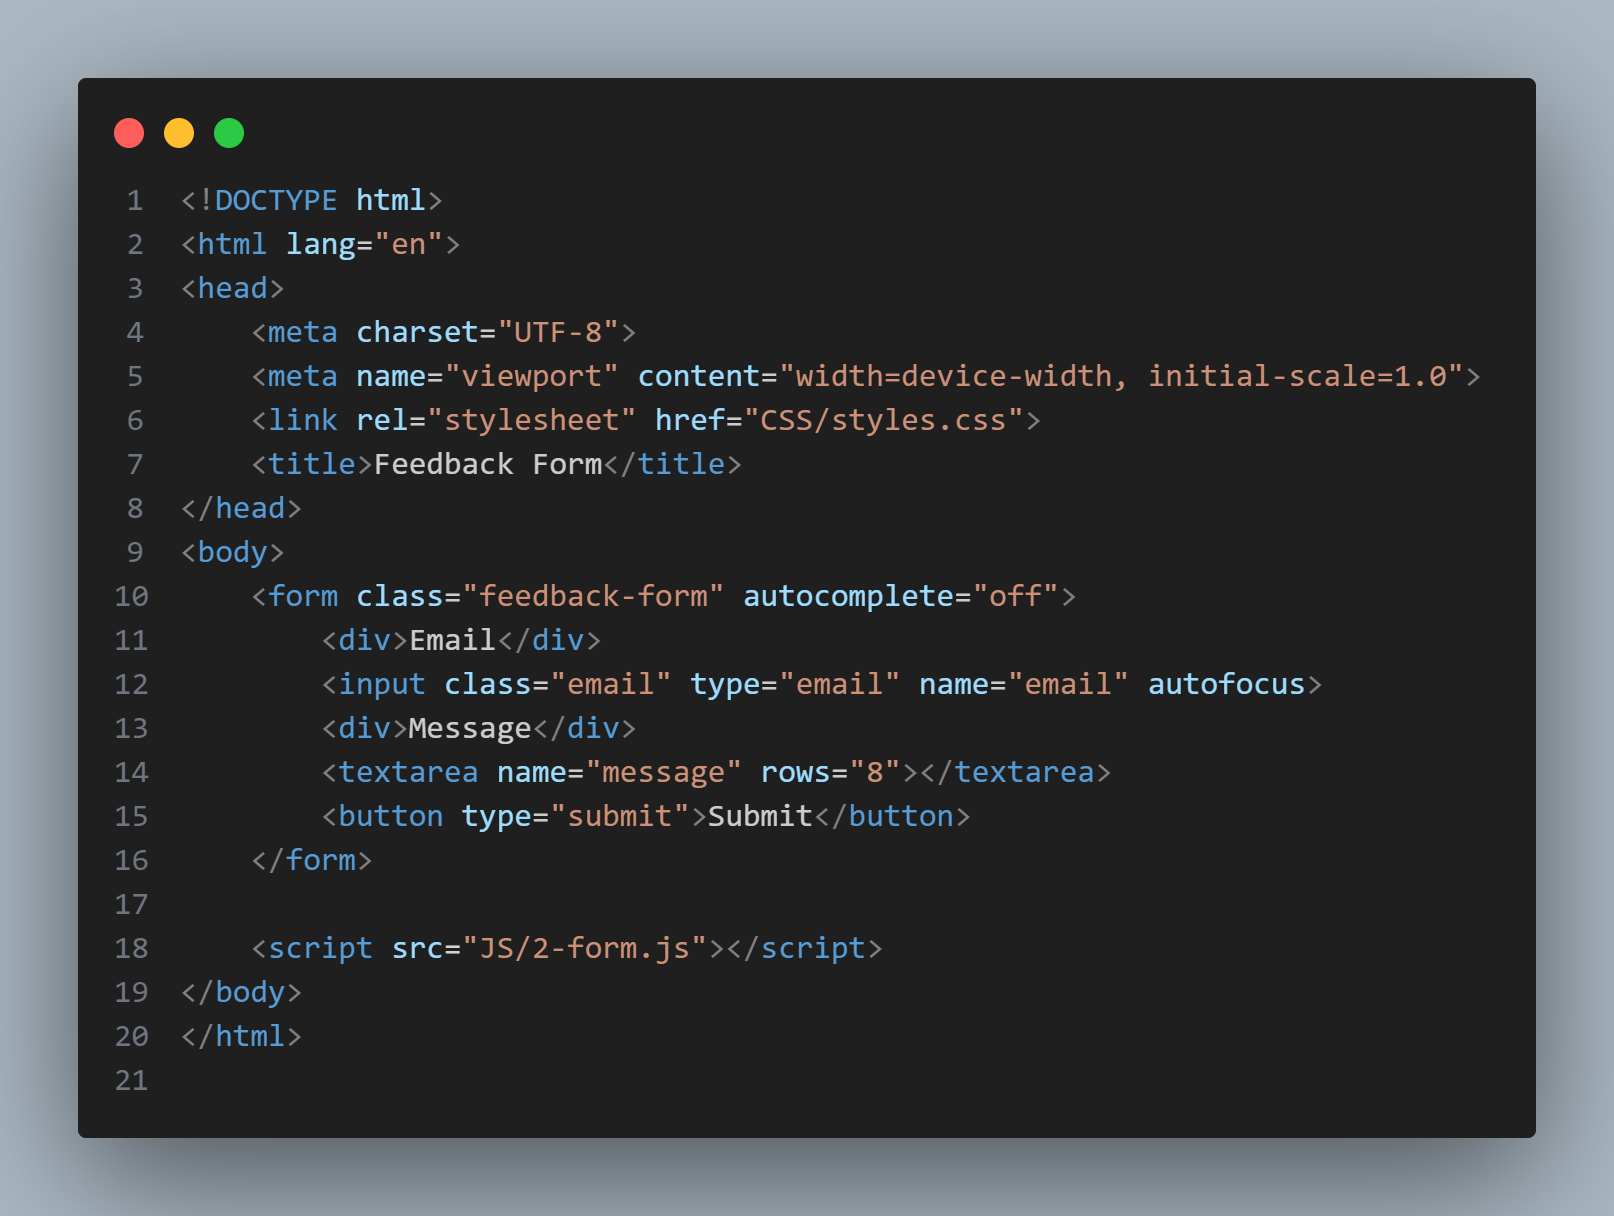 1 <!DOCTYPE html>
2 <html lang="en">
3 <head>
4     <meta charset="UTF-8">
5     <meta name="viewport" content="width=device-width, initial-scale=1.0">
6     <link rel="stylesheet" href="CSS/styles.css">
7     <title>Feedback Form</title>
8 </head>
9 <body>
10     <form class="feedback-form" autocomplete="off">
11         <div>Email</div>
12         <input class="email" type="email" name="email" autofocus>
13         <div>Message</div>
14         <textarea name="message" rows="8"></textarea>
15         <button type="submit">Submit</button>
16     </form>
17
18     <script src="JS/2-form.js"></script>
19 </body>
20 </html>
21